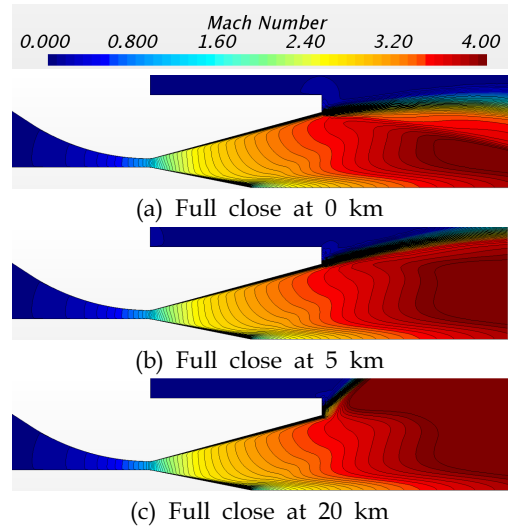 Mach Number
0.000 0.800 1.60 2.40 3.20 4.00
(a) Full close at 0 km
(b) Full close at 5 km
(c) Full close at 20 km